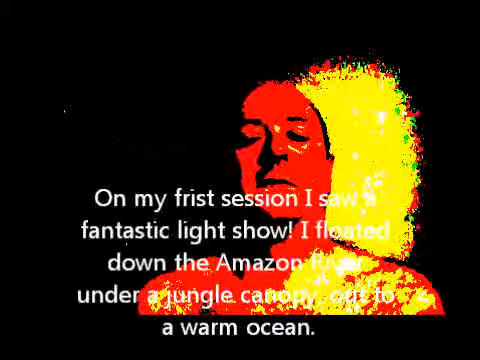 On my frist session I saw a
fantastic light show! I floated
down the Amazon River
under a jungle canopy, out to
a warm ocean.